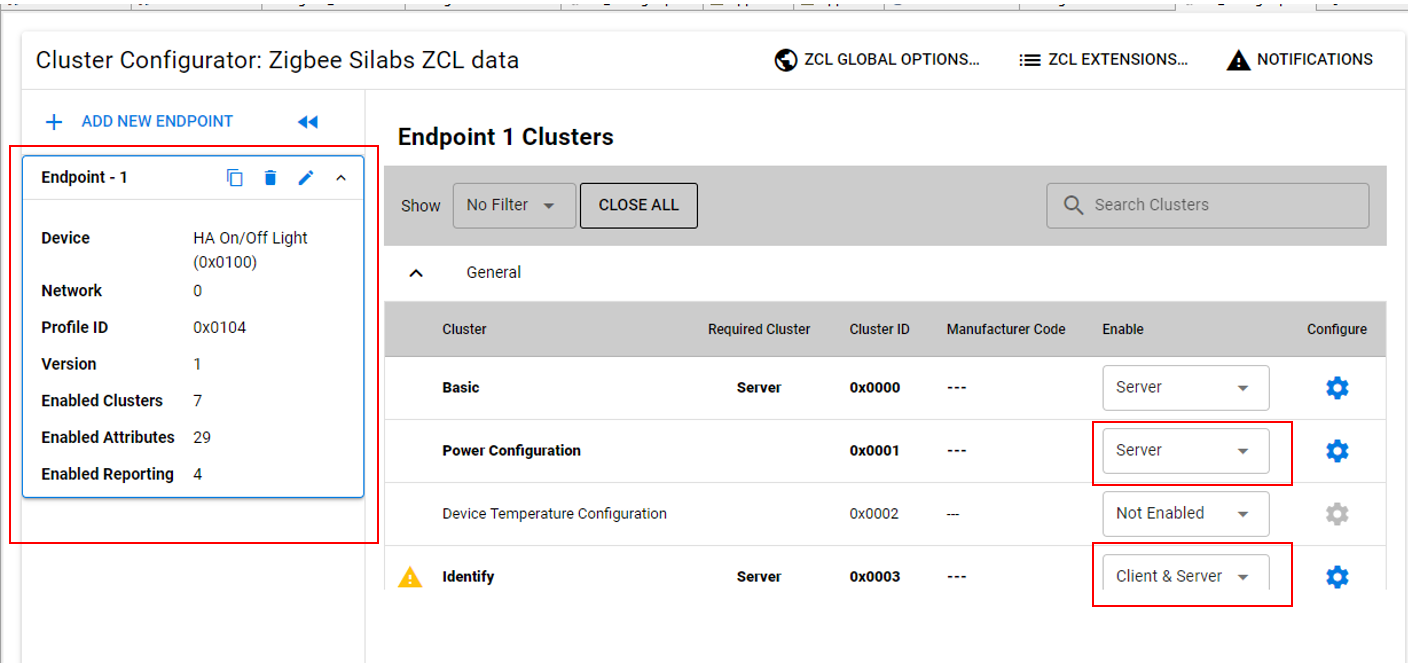 Cluster Configurator: Zigbee Silabs ZCL data
ZCL GLOBAL OPTIONS...
ZCL EXTENSIONS...
NOTIFICATIONS
ADD NEW ENDPOINT
Endpoint - 1
Device HA On/Off Light
(0x0100)
Network 0
Profile ID 0x0104
Version 1
Enabled Clusters 7
Enabled Attributes 29
Enabled Reporting 4
Endpoint 1 Clusters
Show No Filter CLOSE ALL Search Clusters
General
Cluster Required Cluster Cluster ID Manufacturer Code Enable Configure
Basic Server 0x0000 --- Server
Power Configuration 0x0001 --- Server
Device Temperature Configuration 0x0002 --- Not Enabled
Identify Server 0x0003 --- Client & Server